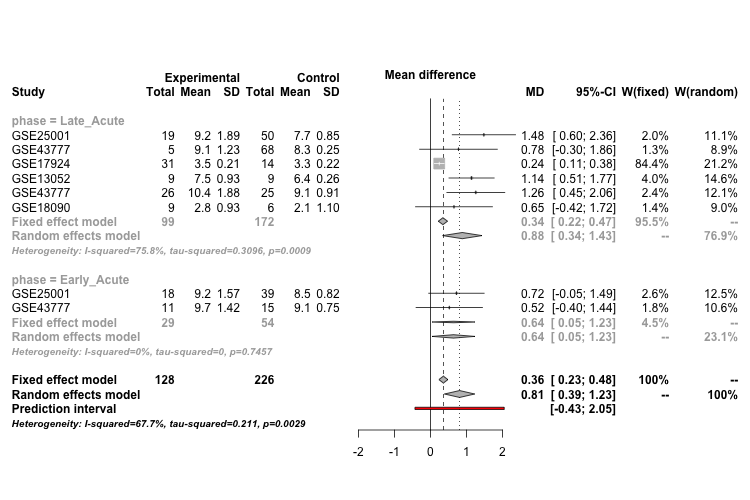 Experimental Control Mean difference
Study Total Mean SD Total Mean SD MD 95%-CI W(fixed) W(random)
phase = Late_Acute
GSE25001 19 9.2 1.89 50 7.7 0.85 1.48 [ 0.60; 2.36] 2.0% 11.1%
GSE43777 5 9.1 1.23 68 8.3 0.25 0.78 [-0.30; 1.86] 1.3% 8.9%
GSE17924 31 3.5 0.21 14 3.3 0.22 0.24 [ 0.11; 0.38] 84.4% 21.2%
GSE13052 9 7.5 0.93 9 6.4 0.26 1.14 [ 0.51; 1.77] 4.0% 14.6%
GSE43777 26 10.4 1.88 25 9.1 0.91 1.26 [ 0.45; 2.06] 2.4% 12.1%
GSE18090 9 2.8 0.93 6 2.1 1.10 0.65 [-0.42; 1.72] 1.4% 9.0%
Fixed effect model 99 172 0.34 [ 0.22; 0.47] 95.5% --
Random effects model 0.88 [ 0.34; 1.43] -- 76.9%
Heterogeneity: I-squared=75.8%, tau-squared=0.3096, p=0.0009
phase = Early_Acute
GSE25001 18 9.2 1.57 39 8.5 0.82 0.72 [-0.05; 1.49] 2.6% 12.5%
GSE43777 11 9.7 1.42 15 9.1 0.75 0.52 [-0.40; 1.44] 1.8% 10.6%
Fixed effect model 29 54 0.64 [ 0.05; 1.23] 4.5% --
Random effects model 0.64 [ 0.05; 1.23] -- 23.1%
Heterogeneity: I-squared=0%, tau-squared=0, p=0.7457
Fixed effect model 128 226 0.36 [ 0.23; 0.48] 100% --
Random effects model 0.81 [ 0.39; 1.23] -- 100%
Prediction interval [-0.43; 2.05]
Heterogeneity: I-squared=67.7%, tau-squared=0.211, p=0.0029
-2 -1 0 1 2